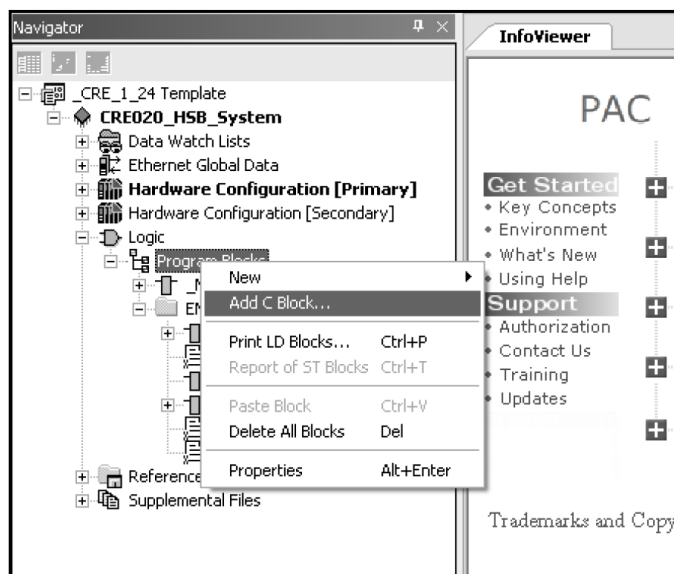 Navigator
_CRE_1_24 Template
CRE020_HSB_System
Data Watch Lists
Ethernet Global Data
Hardware Configuration [Primary]
Hardware Configuration [Secondary]
Logic
Program Blocks
New
Add C Block...
Print LD Blocks... Ctrl+P
Report of ST Blocks Ctrl+T
Paste Block Ctrl+V
Delete All Blocks Del
Properties Alt+Enter
Reference
Supplemental Files
InfoViewer
PAC
Get Started
• Key Concepts
• Environment
• What's New
• Using Help
Support
• Authorization
• Contact Us
• Training
• Updates
Trademarks and Copy